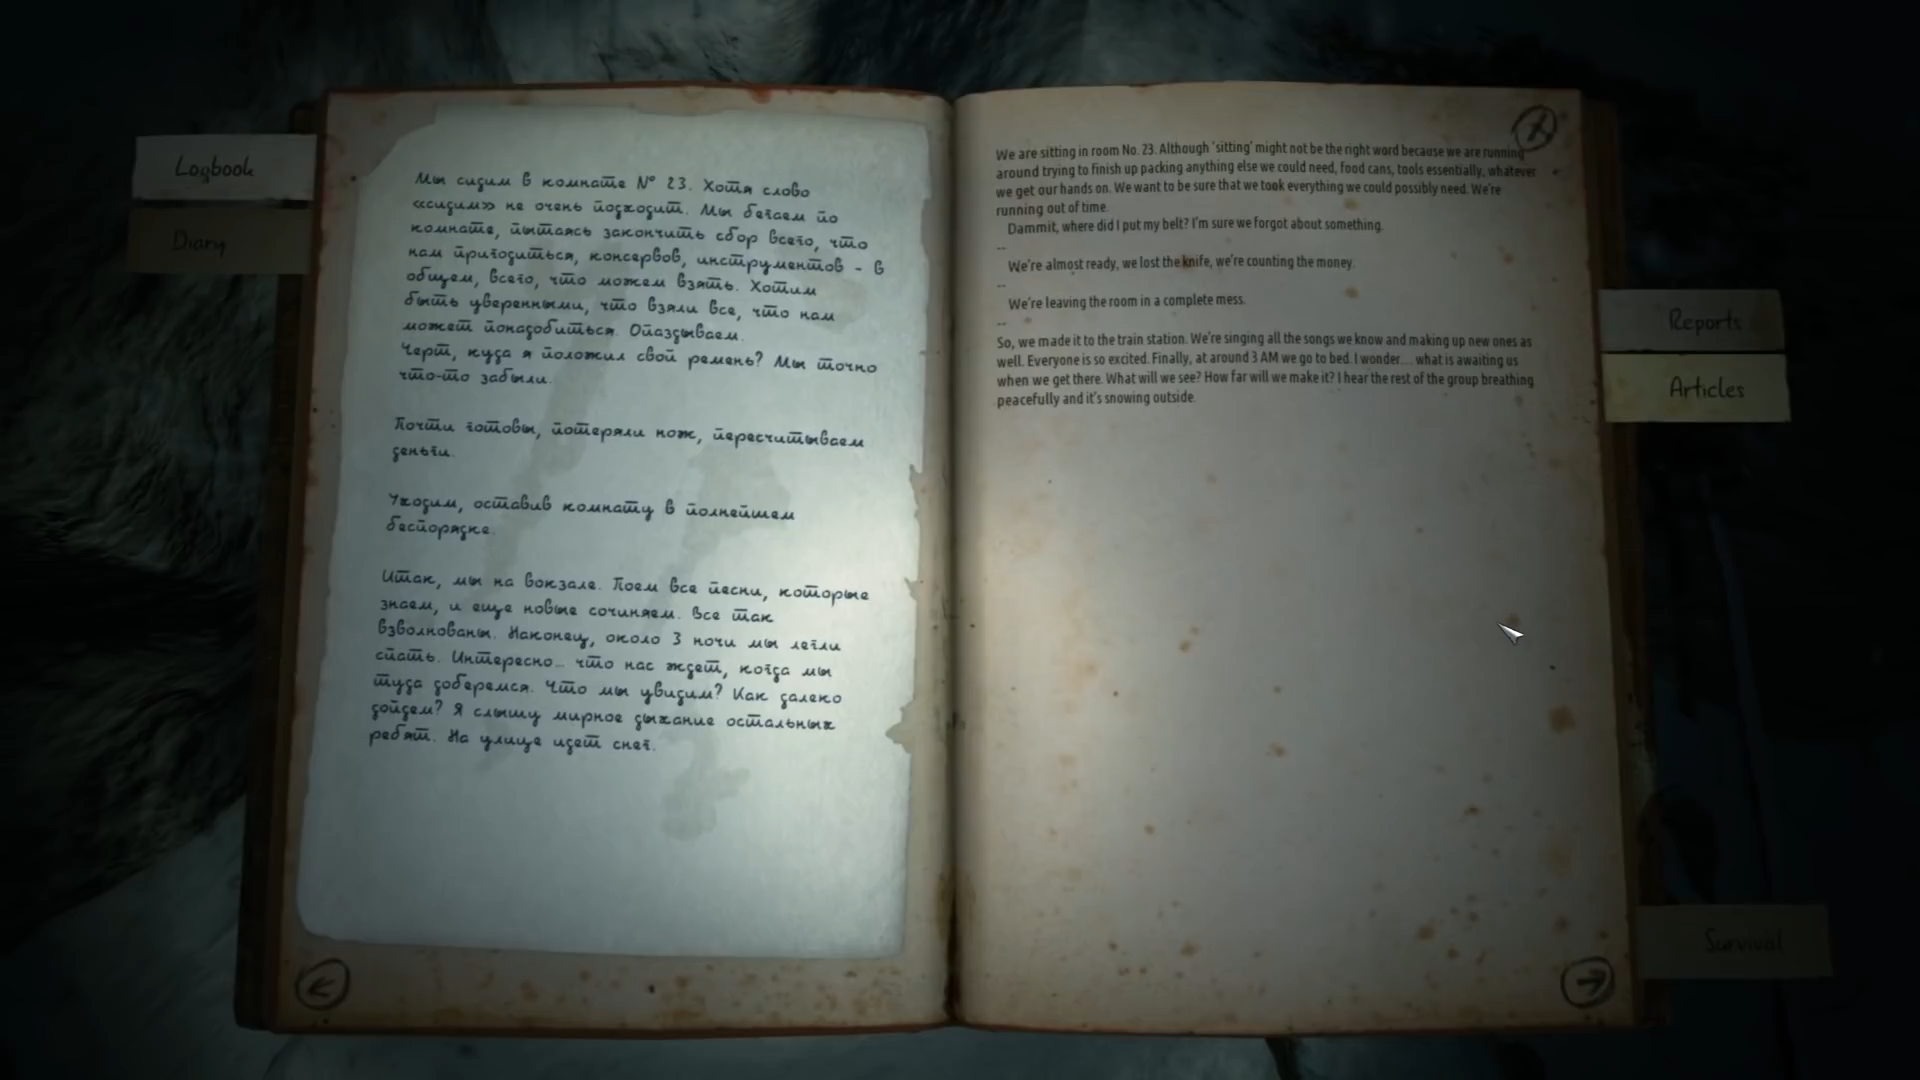 Logbook
Diary
Мы сидим в комнате № 23. Хотя слово
«сидим» не очень подходит. Мы бегаем по
комнате, пытаясь закончить сбор всего, что
нам пригодиться, консервов, инструментов - в
общем, всего, что можем взять. Хотим
быть уверенными, что взяли все, что нам
может понадобиться. Опаздываем.
Черт, куда я положил свой ремень? Мы точно
что-то забыли.
Почти готовы, потеряли нож, пересчитываем
деньги.
Уходим, оставив комнату в полнейшем
беспорядке.
Итак, мы на вокзале. Поем все песни, которые
знаем, и еще новые сочиняем. Все так
взволнованы. Наконец, около 3 ночи мы легли
спать. Интересно... что нас ждет, когда мы
туда доберемся. Что мы увидим? Как далеко
дойдем? Я слышу мирное дыхание остальных
ребят. На улице идет снег.
We are sitting in room No. 23. Although 'sitting' might not be the right word because we are running
around trying to finish up packing anything else we could need, food cans, tools essentially, whatever
we get our hands on. We want to be sure that we took everything we could possibly need. We're
running out of time.
Dammit, where did I put my belt? I'm sure we forgot about something.
--
We're almost ready, we lost the knife, we're counting the money.
--
We're leaving the room in a complete mess.
--
So, we made it to the train station. We're singing all the songs we know and making up new ones as
well. Everyone is so excited. Finally, at around 3 AM we go to bed. I wonder.... what is awaiting us
when we get there. What will we see? How far will we make it? I hear the rest of the group breathing
peacefully and it's snowing outside.
Reports
Articles
Survival